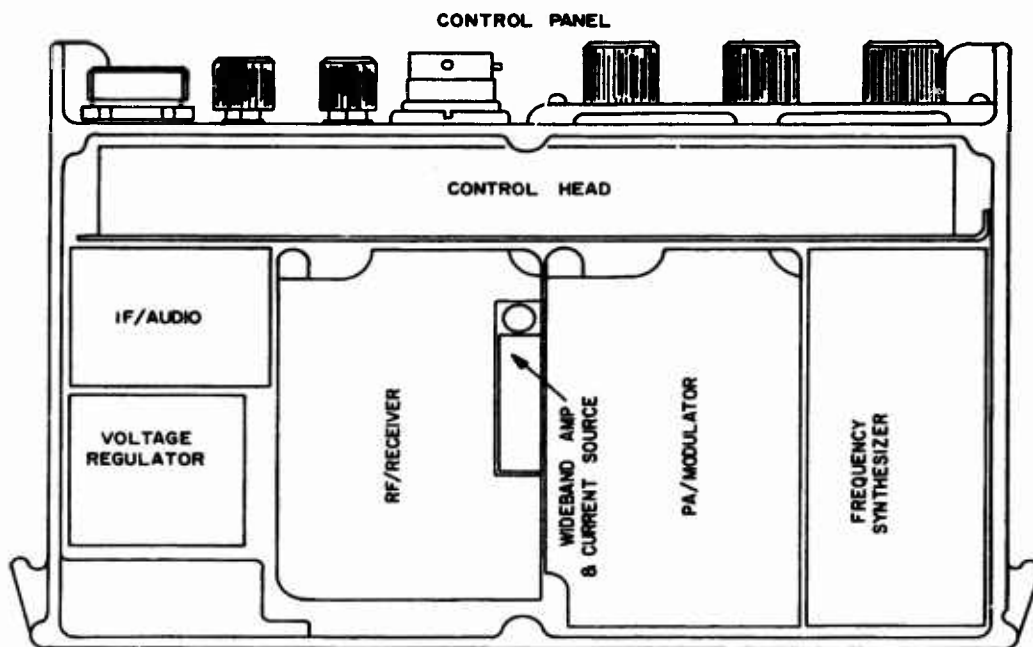 CONTROL PANEL
CONTROL HEAD
IF/AUDIO
VOLTAGE
REGULATOR
RF/RECEIVER
WIDEBAND AMP
& CURRENT SOURCE
PA/MODULATOR
FREQUENCY
SYNTHESIZER